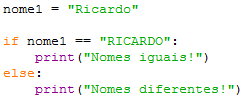 nome1 = "Ricardo"
if nome1 == "RICARDO":
    print("Nomes iguais!")
else:
    print("Nomes diferentes!")